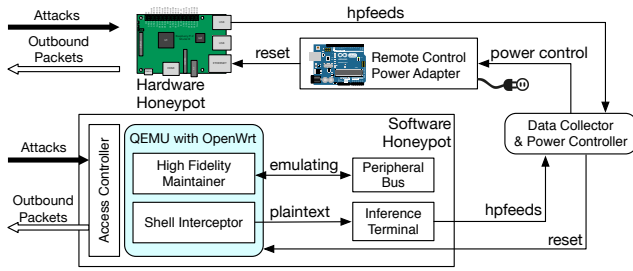 Attacks
hpfeeds
Outbound
Packets
reset
Remote Control
Power Adapter
power control
Hardware
Honeypot
Software
Honeypot
Data Collector
& Power Controller
Attacks
Access Controller
QEMU with OpenWrt
High Fidelity
Maintainer
emulating
Peripheral
Bus
Outbound
Packets
Shell Interceptor
plaintext
Inference
Terminal
hpfeeds
reset